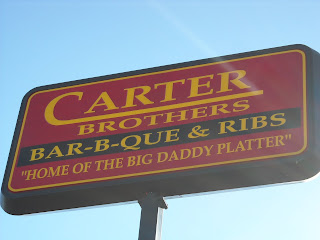 CARTER
BROTHERS
BAR-B-QUE & RIBS
"HOME OF THE BIG DADDY PLATTER"